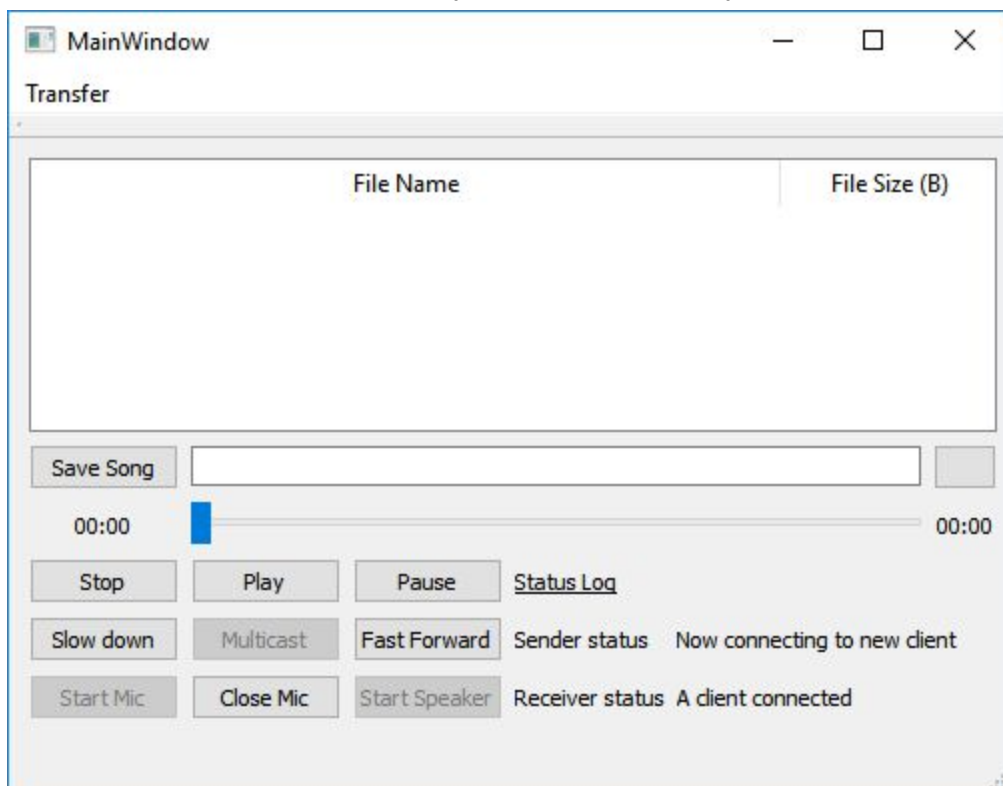 MainWindow
Transfer
File Name File Size (B)
Save Song
00:00 00:00
Stop Play Pause Status Log
Slow down Multicast Fast Forward Sender status Now connecting to new client
Start Mic Close Mic Start Speaker Receiver status A client connected